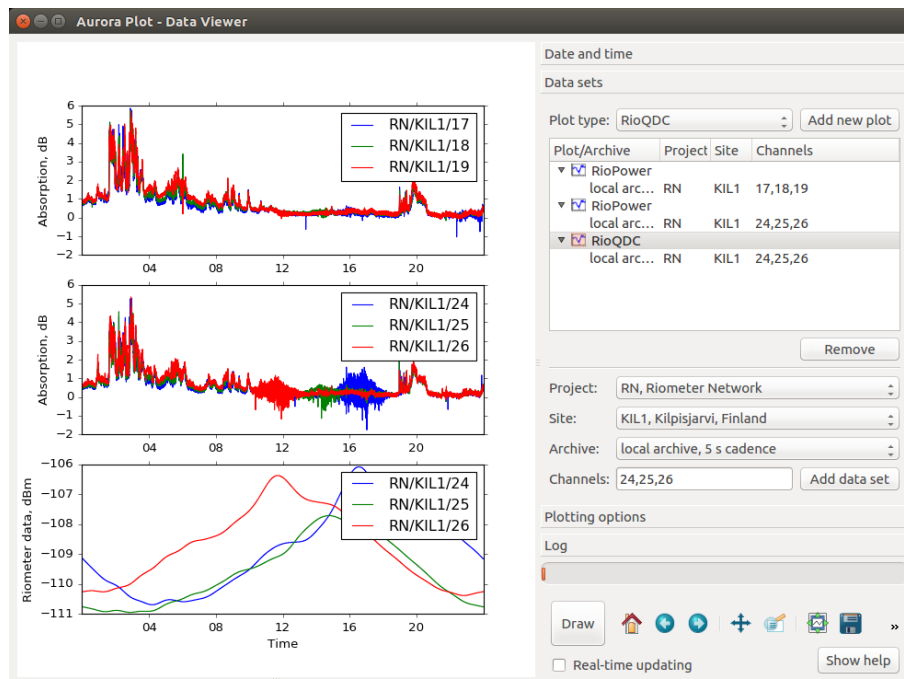 Aurora Plot - Data Viewer
6
5
4
3
2
1
0
−1
−2
Absorption, dB
RN/KIL1/17
RN/KIL1/18
RN/KIL1/19
04 08 12 16 20
6
5
4
3
2
1
0
−1
−2
Absorption, dB
RN/KIL1/24
RN/KIL1/25
RN/KIL1/26
04 08 12 16 20
−106
−107
−108
−109
−110
−111
Riometer data, dBm
RN/KIL1/24
RN/KIL1/25
RN/KIL1/26
04 08 12 16 20
Time
Date and time
Data sets
Plot type: RioQDC Add new plot
Plot/Archive Project Site Channels
RioPower
local arc... RN KIL1 17,18,19
RioPower
local arc... RN KIL1 24,25,26
RioQDC
local arc... RN KIL1 24,25,26
Remove
Project: RN, Riometer Network
Site: KIL1, Kilpisjarvi, Finland
Archive: local archive, 5 s cadence
Channels: 24,25,26 Add data set
Plotting options
Log
Draw »
Real-time updating Show help